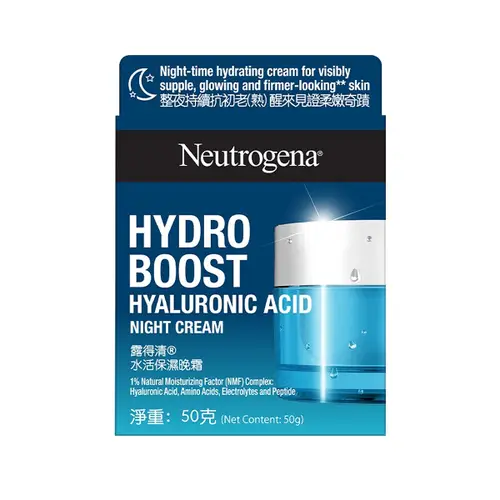 Night-time hydrating cream for visibly
supple, glowing and firmer-looking** skin
整夜持續抗初老(熟) 醒來見證柔嫩奇蹟
Neutrogena®
HYDRO
BOOST
HYALURONIC ACID
NIGHT CREAM
露得清®
水活保濕晚霜
1% Natural Moisturizing Factor (NMF) Complex:
Hyaluronic Acid, Amino Acids, Electrolytes and Peptide
淨重：50克 (Net Content: 50g)